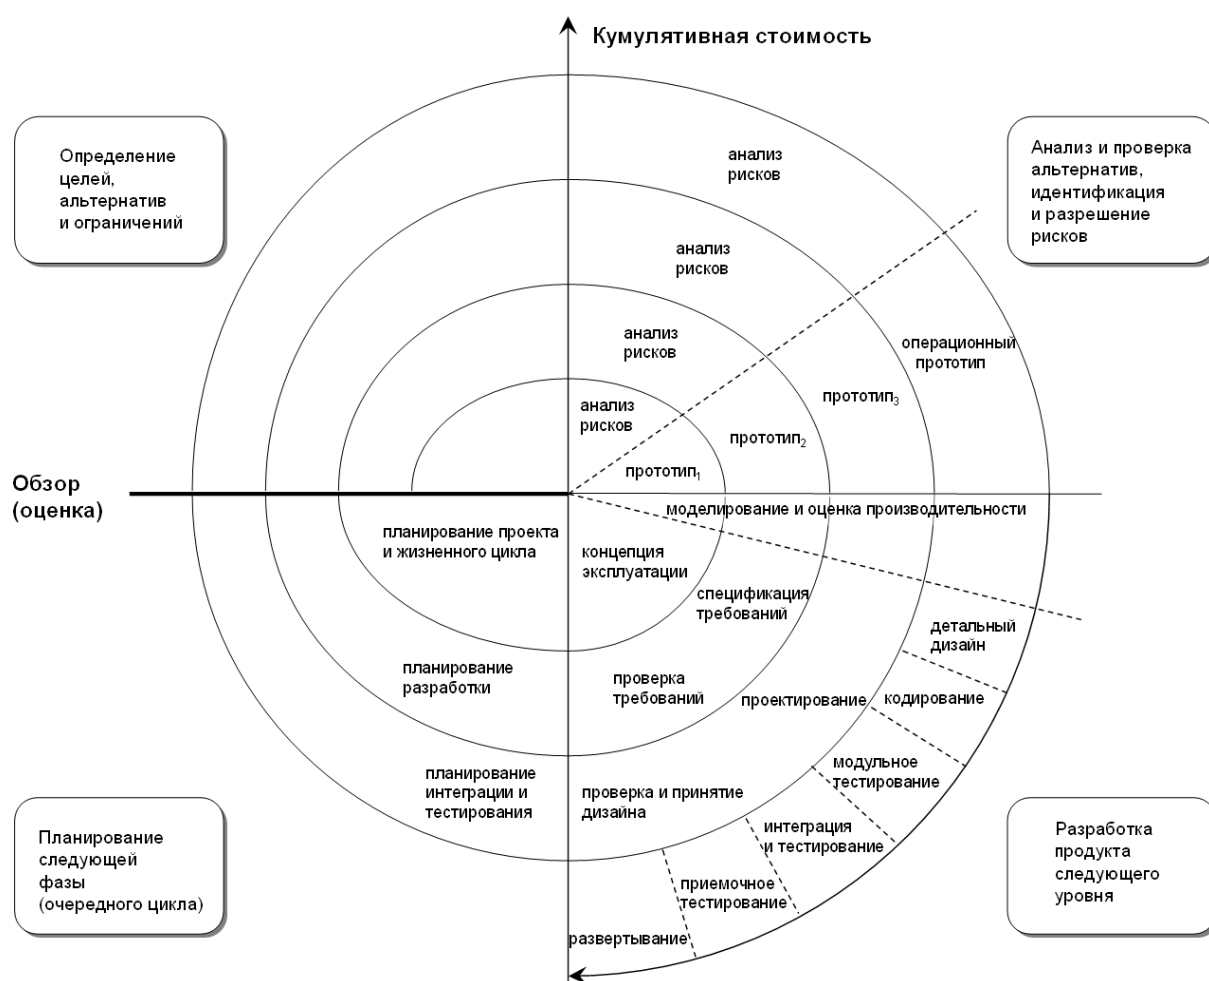 Кумулятивная стоимость
Определение
целей,
альтернатив
и ограничений
Анализ и проверка
альтернатив,
идентификация
и разрешение
рисков
анализ
рисков
анализ
рисков
анализ
рисков
анализ
рисков
операционный
прототип
прототип3
прототип2
прототип1
Обзор
(оценка)
моделирование и оценка производительности
планирование проекта
и жизненного цикла
концепция
эксплуатации
спецификация
требований
детальный
дизайн
планирование
разработки
проверка
требований
проектирование
кодирование
модульное
тестирование
планирование
интеграции и
тестирования
проверка и принятие
дизайна
интеграция
и тестирование
приемочное
тестирование
развертывание
Планирование
следующей
фазы
(очередного цикла)
Разработка
продукта
следующего
уровня